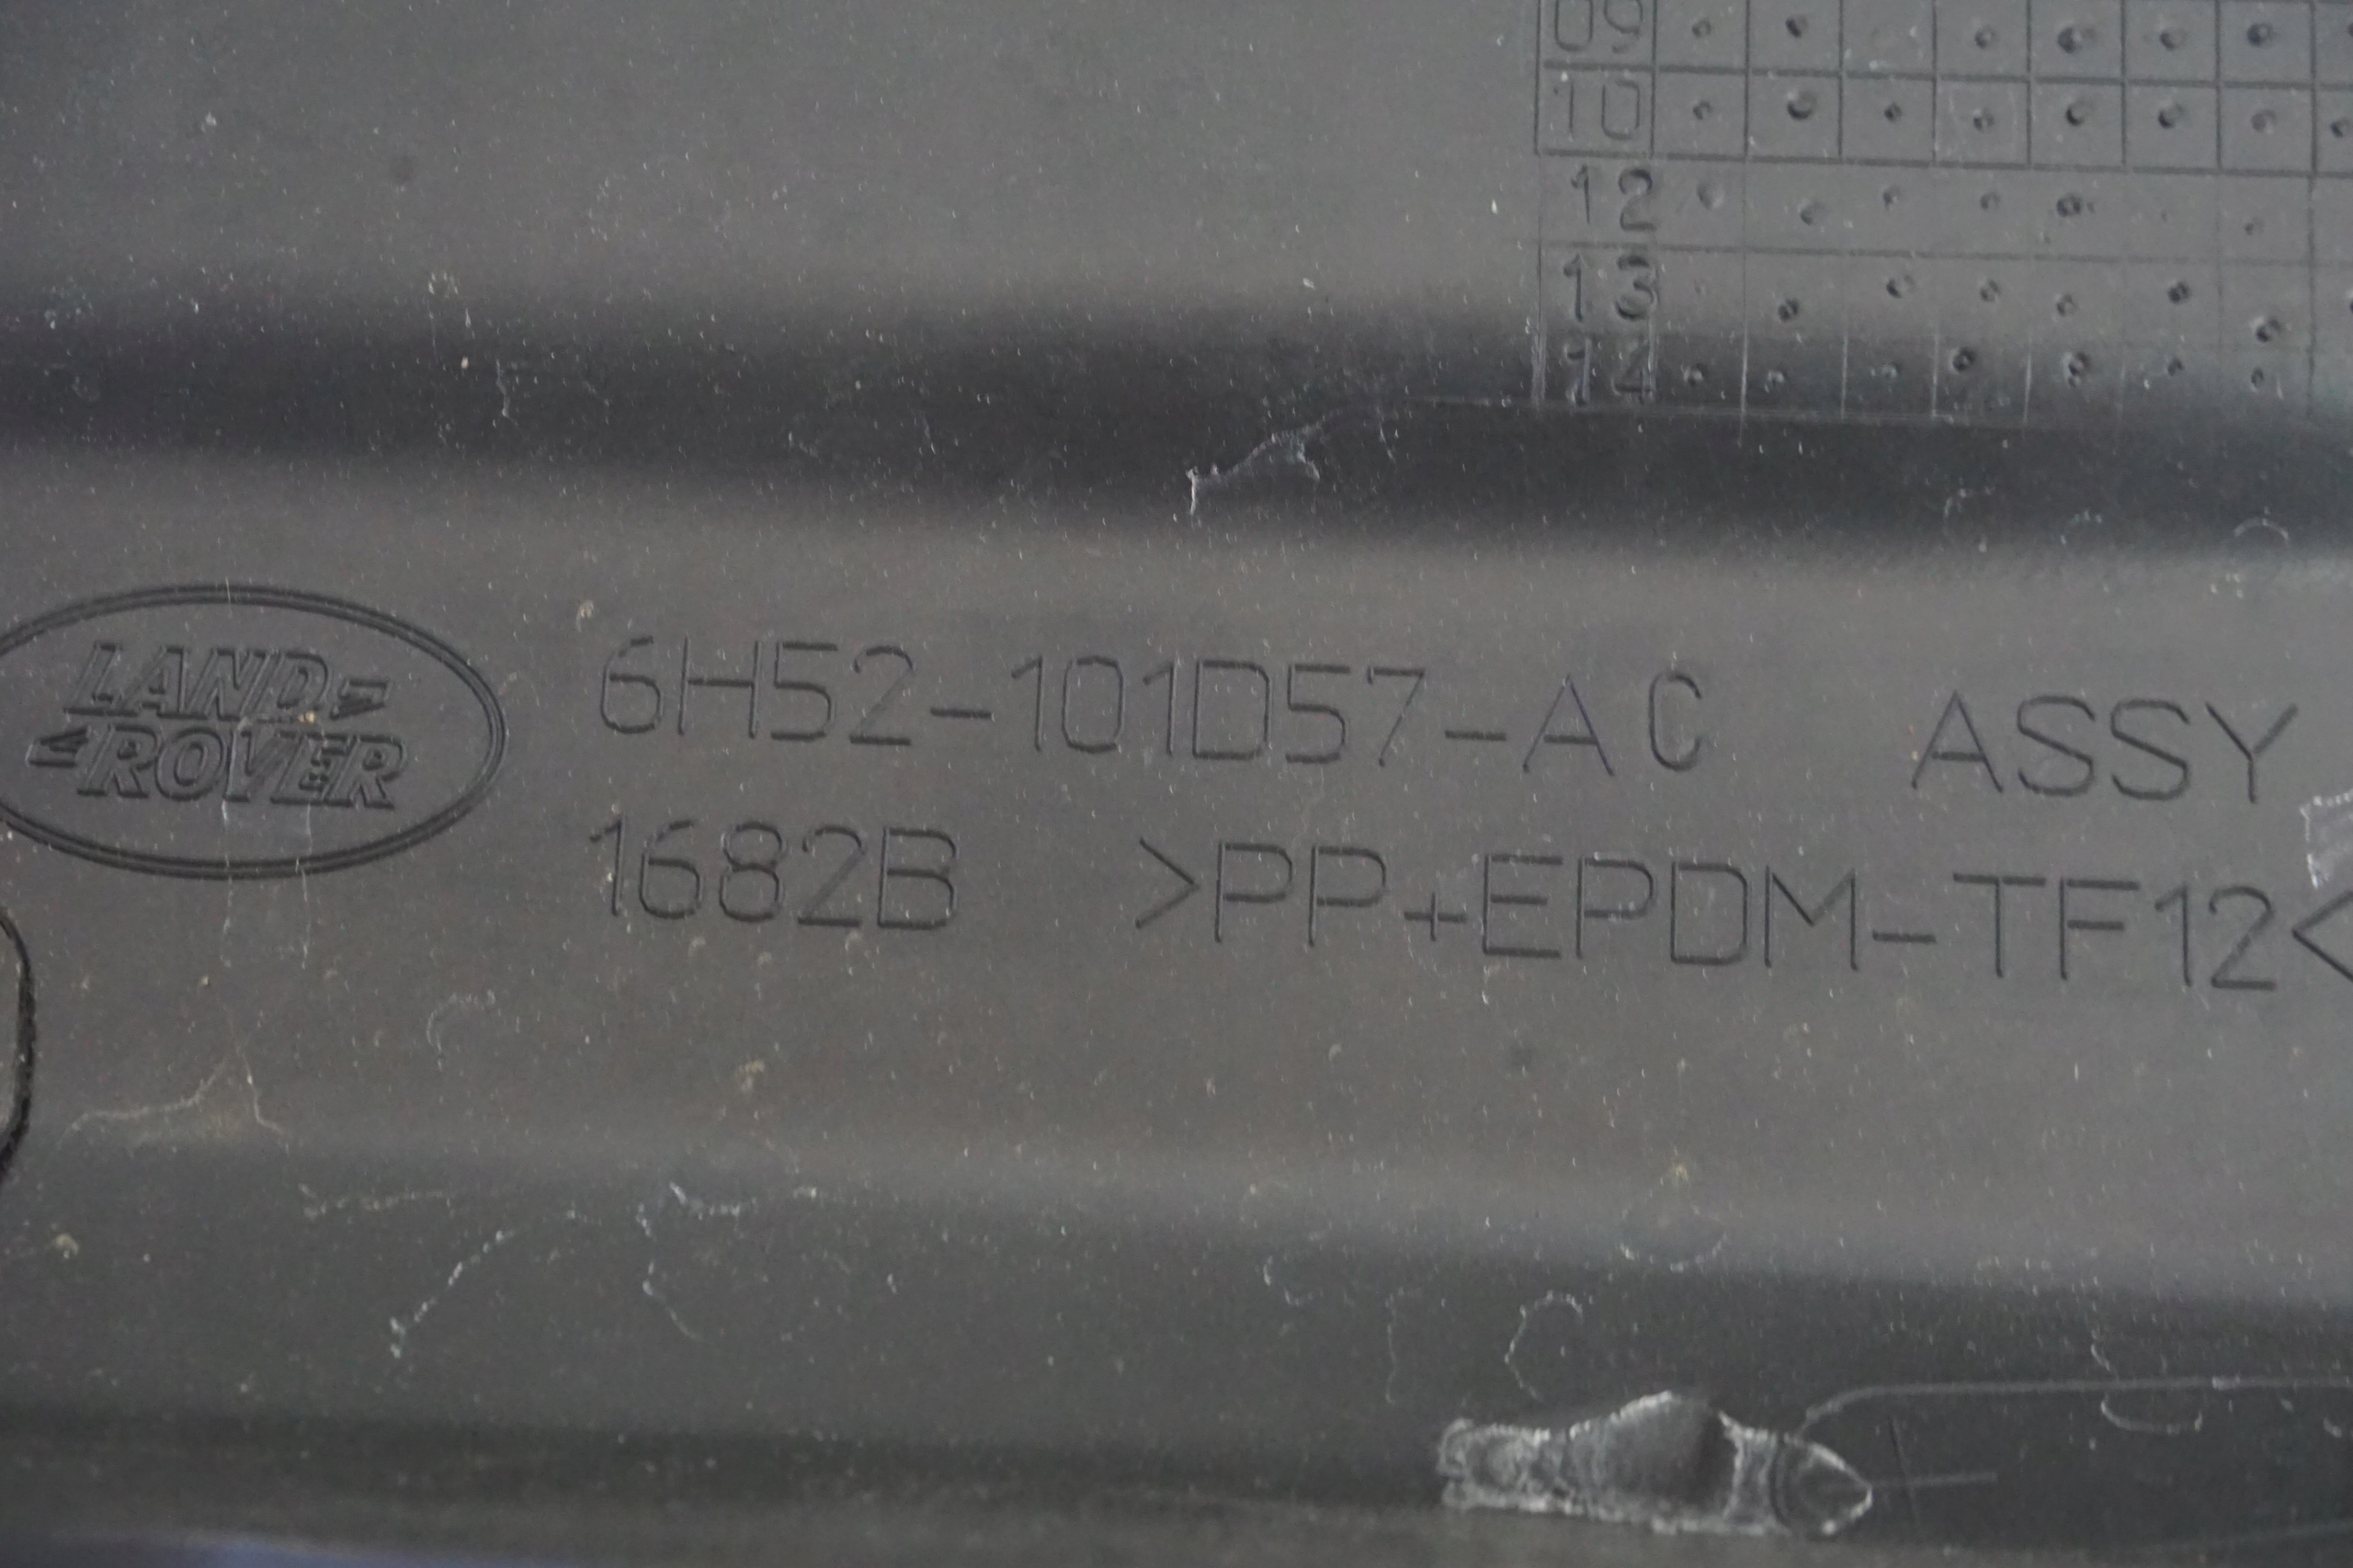 09
10
12
13
14
LAND
ROVER
6H52-101D57-AC ASSY
1682B >PP+EPDM-TF12<